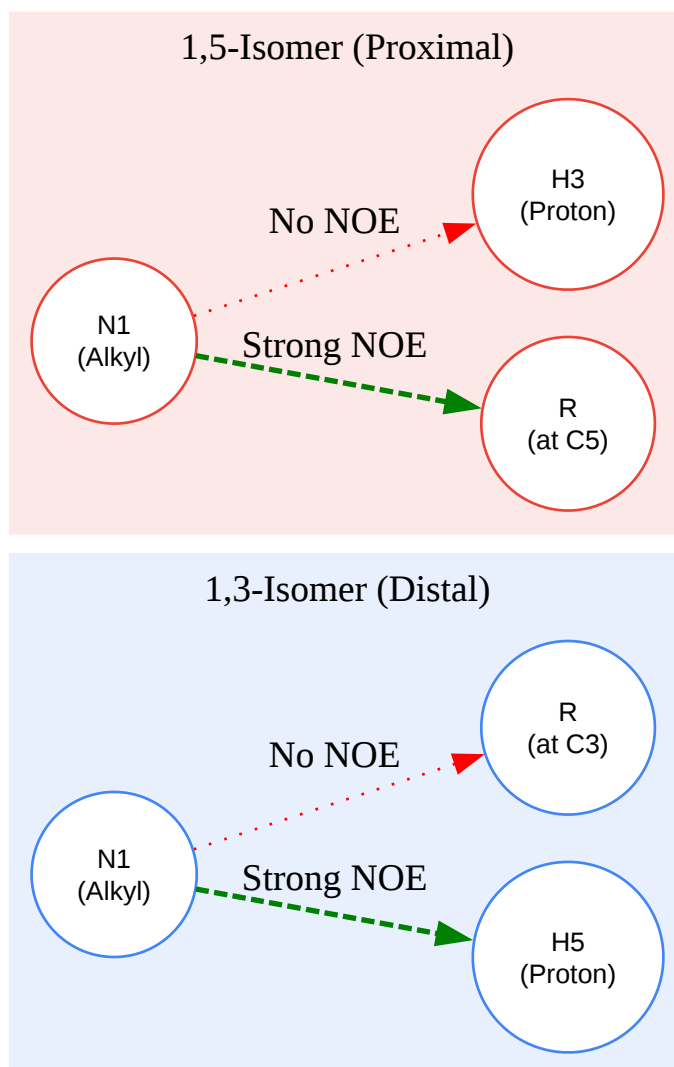 1,5-Isomer (Proximal)
H3
(Proton)
No NOE
N1
(Alkyl)
Strong NOE
R
(at C5)
1,3-Isomer (Distal)
R
(at C3)
No NOE
N1
(Alkyl)
Strong NOE
H5
(Proton)